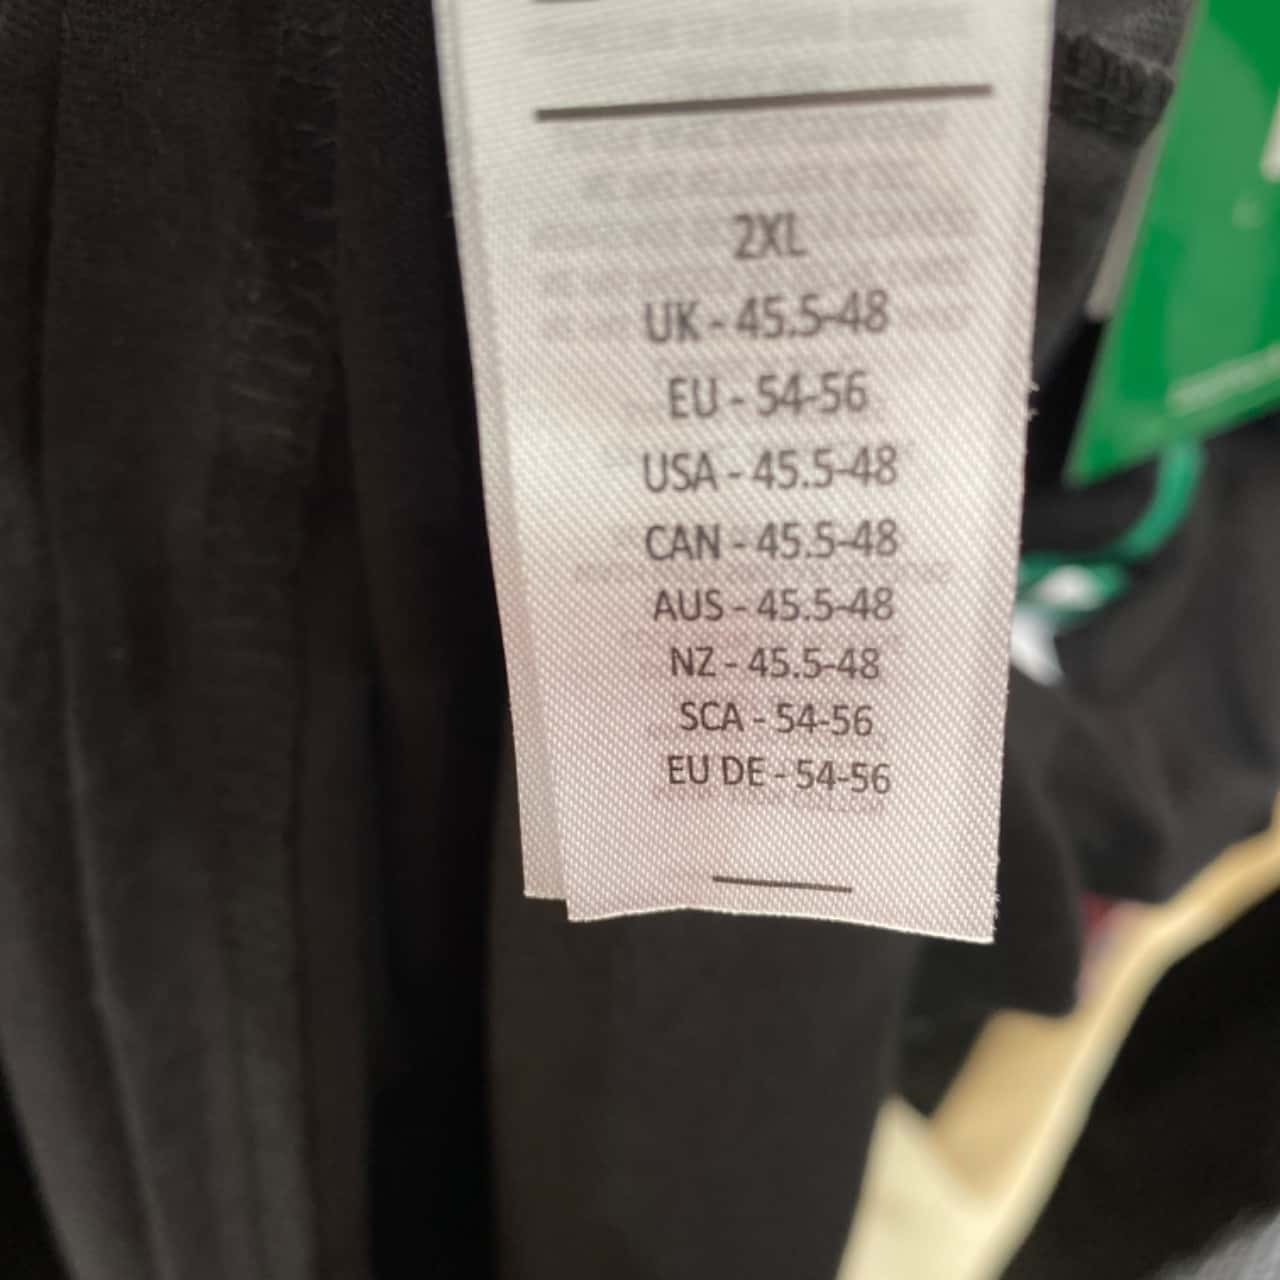 2XL
UK - 45.5-48
EU - 54-56
USA - 45.5-48
CAN - 45.5-48
AUS - 45.5-48
NZ - 45.5-48
SCA - 54-56
EU DE - 54-56